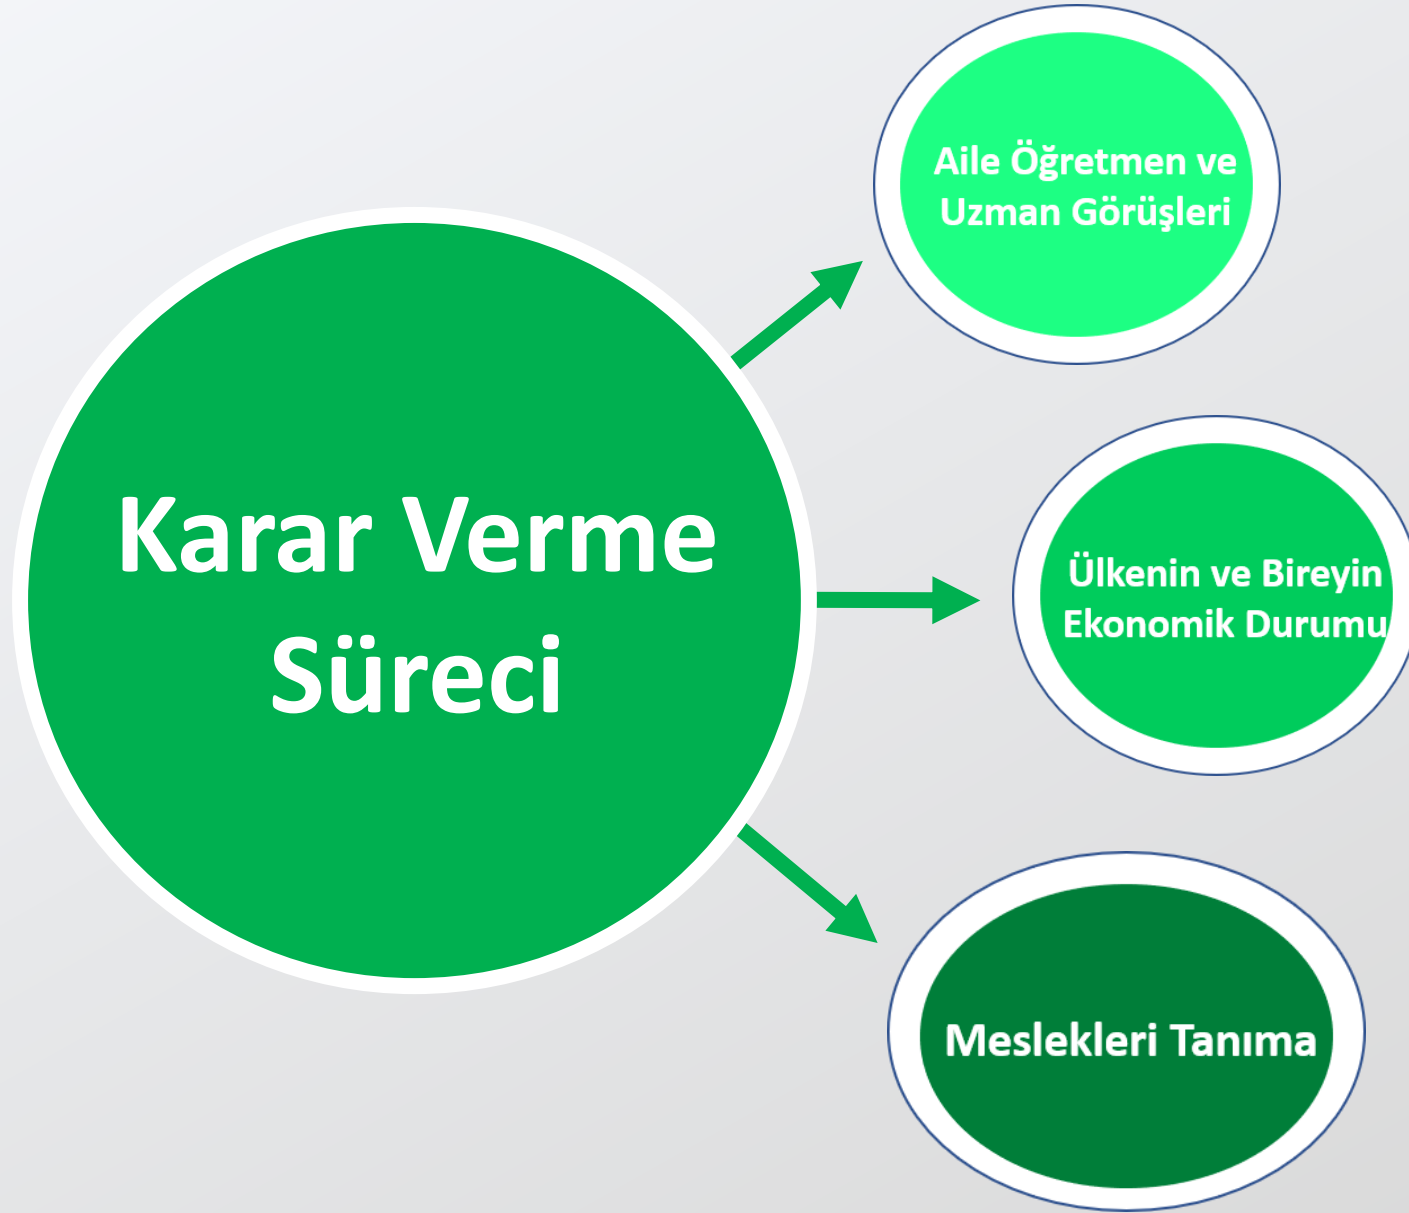 Karar Verme
Süreci
Aile Öğretmen ve
Uzman Görüşleri
Ülkenin ve Bireyin
Ekonomik Durumu
Meslekleri Tanıma